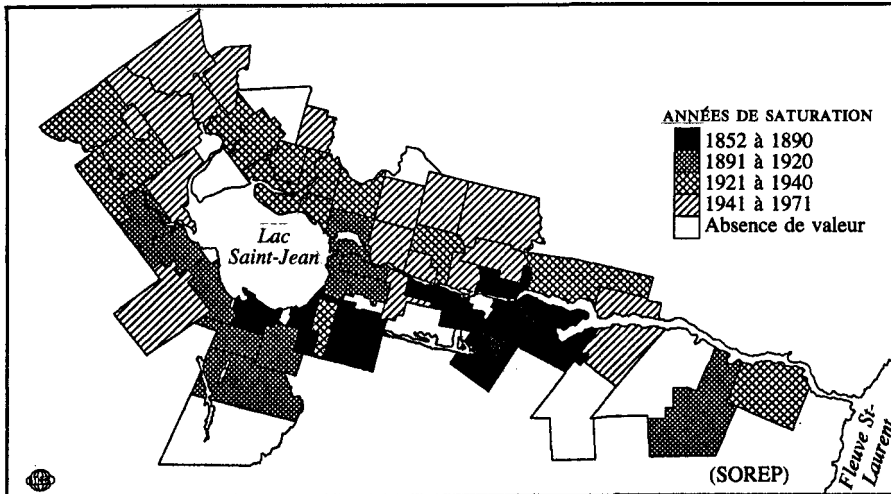 ANNÉES DE SATURATION
1852 à 1890
1891 à 1920
1921 à 1940
1941 à 1971
Absence de valeur
Lac
Saint-Jean
(SOREP)
Fleuve St-
Laurent